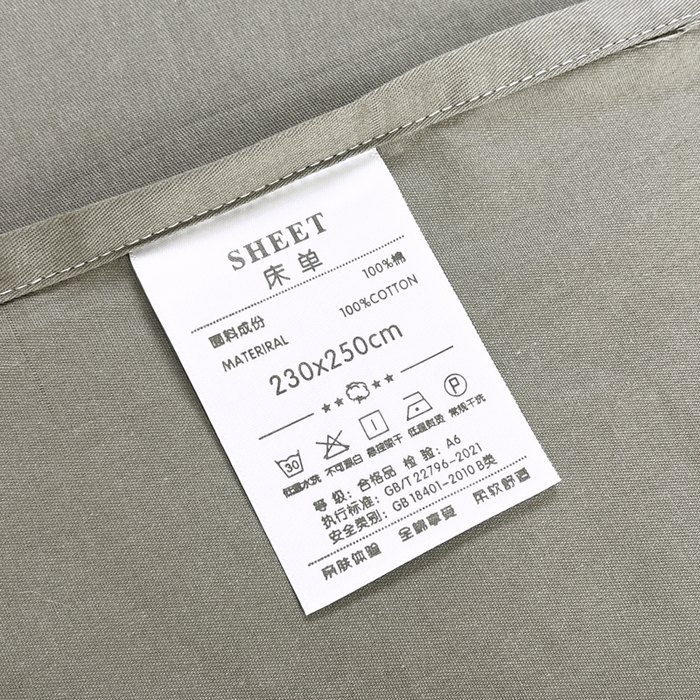 SHEET
床单
100%棉
面料成份
100%COTTON
MATERIRAL
230x250cm
30 P
低温水洗 不可漂白 悬挂晾干 低温熨烫 常规干洗
等级：合格品 检验：A6
执行标准：GB/T 22796-2021
安全类别：GB 18401-2010 B类
亲肤体验 全棉享受 柔软舒适